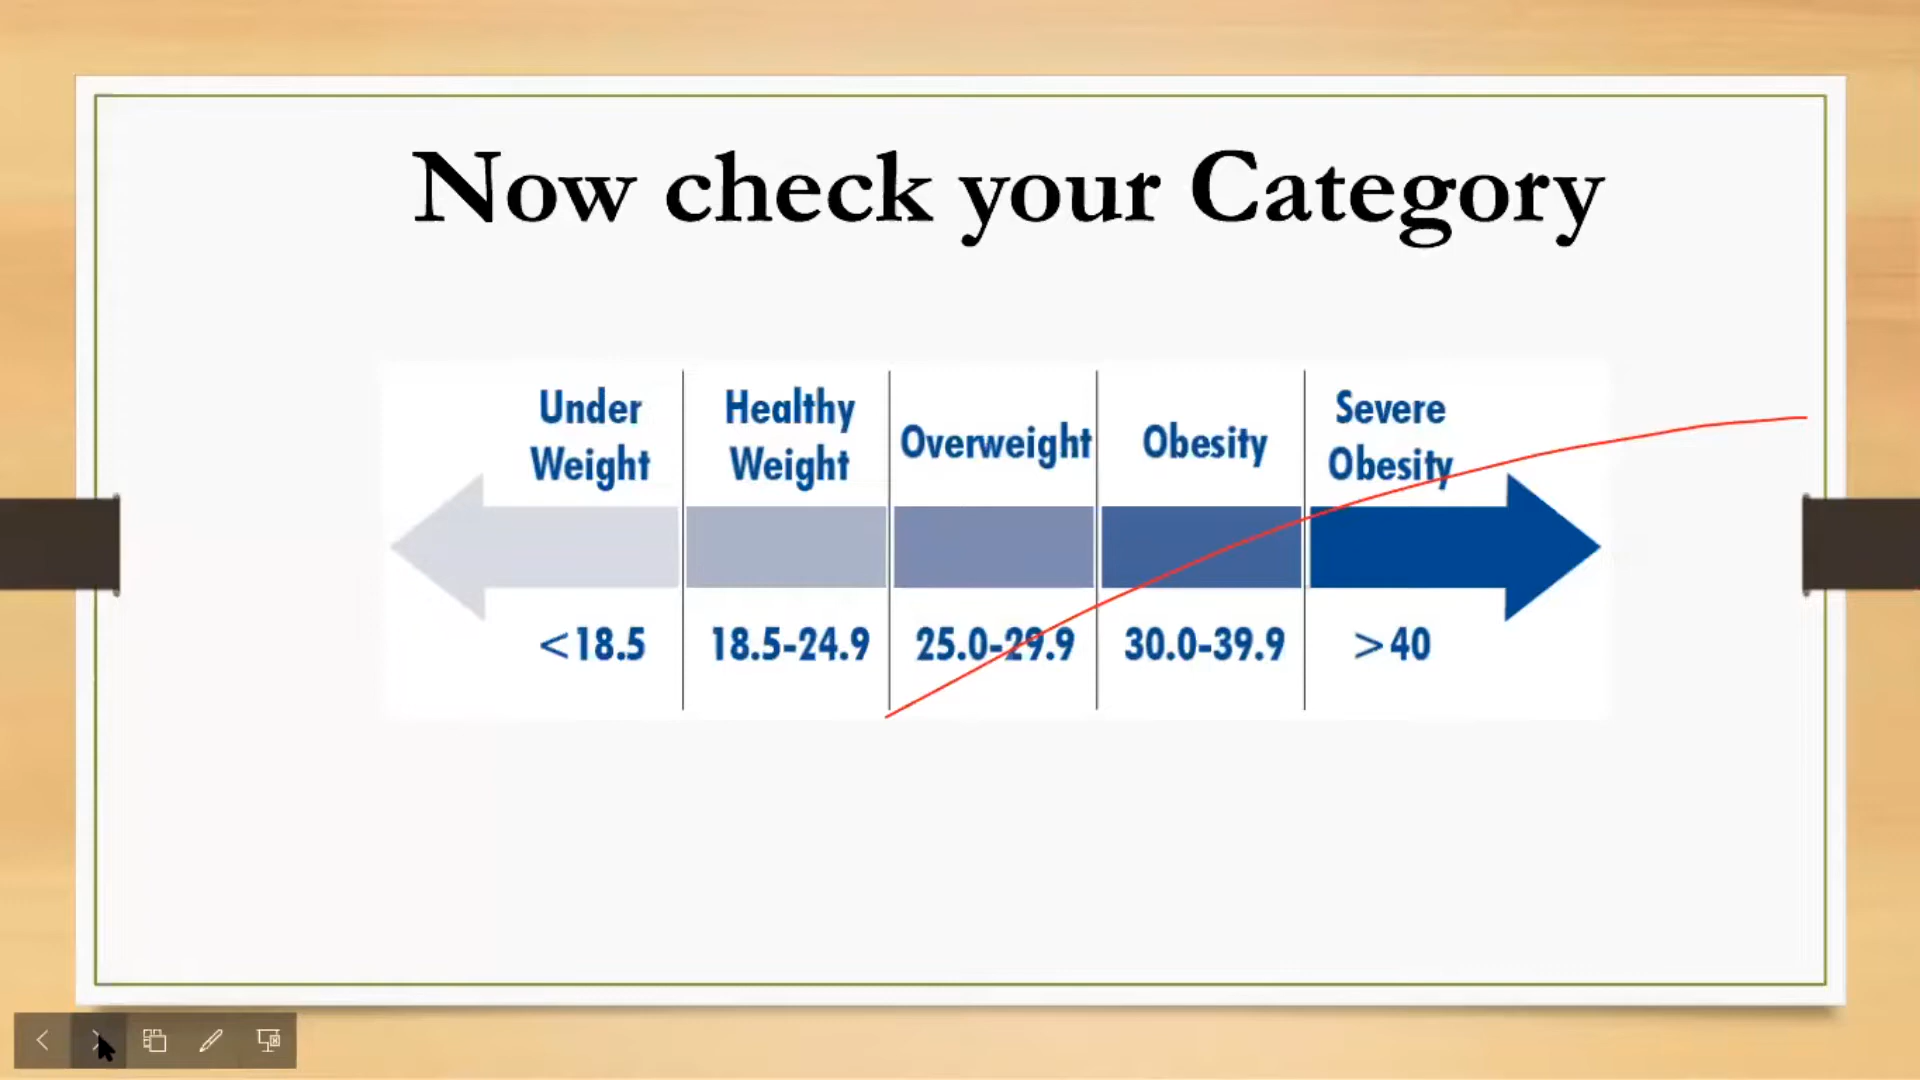 Now check your Category
Under
Weight
Healthy
Weight
Overweight
Obesity
Severe
Obesity
<18.5
18.5-24.9
25.0-29.9
30.0-39.9
>40